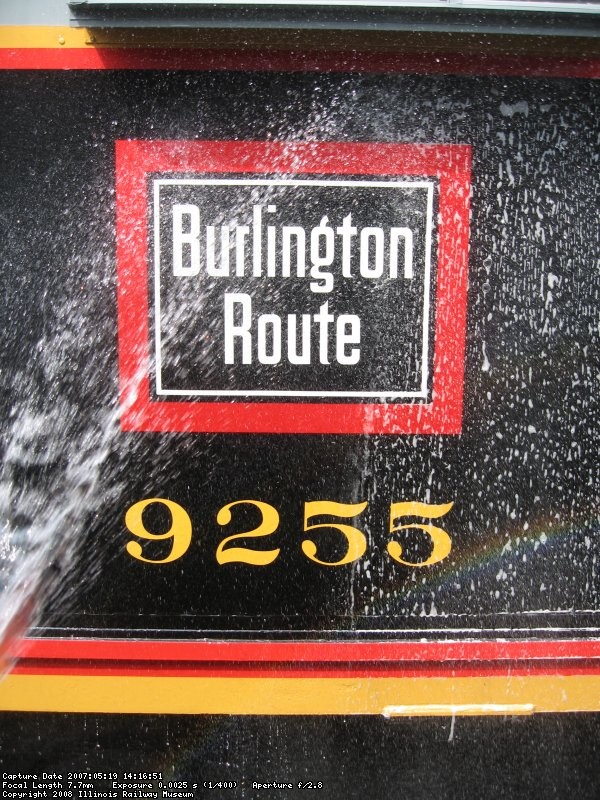 Burlington
Route
9255
Capture Date 2007:05:19 14:16:51
Focal Length 7.7mm Exposure 0.0025 s (1/400) Aperture f/2.8
Copyright 2008 Illinois Railway Museum